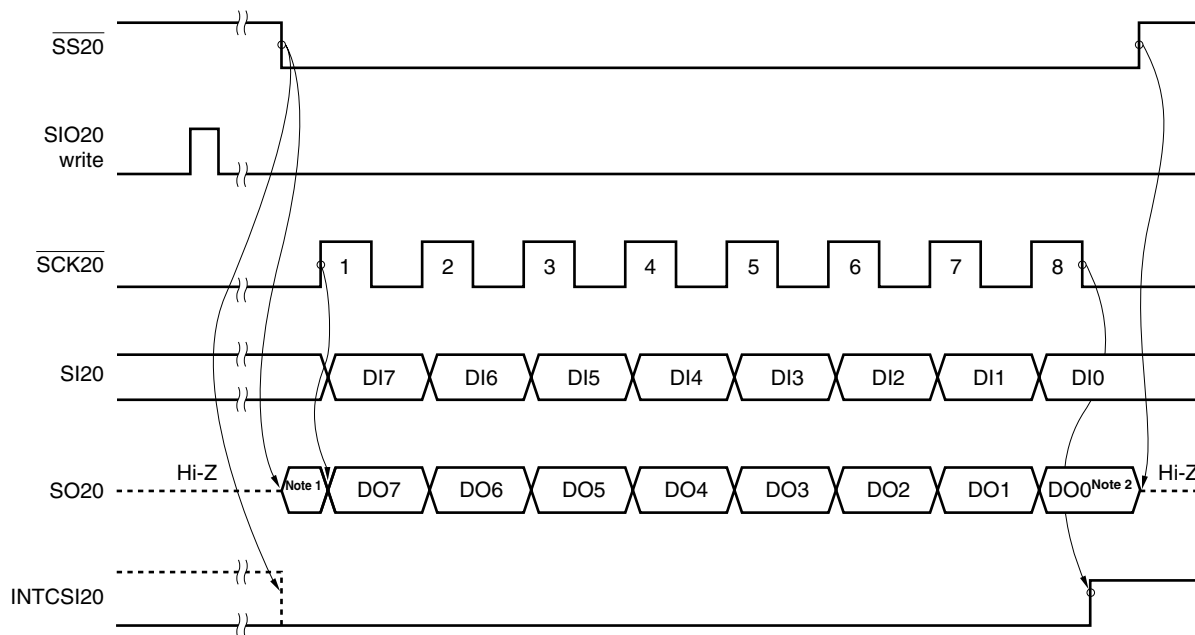 SS20
SIO20
write
SCK20
1 2 3 4 5 6 7 8
SI20
DI7 DI6 DI5 DI4 DI3 DI2 DI1 DI0
Hi-Z Hi-Z
SO20
Note 1 DO7 DO6 DO5 DO4 DO3 DO2 DO1 DO0 Note 2
INTCSI20